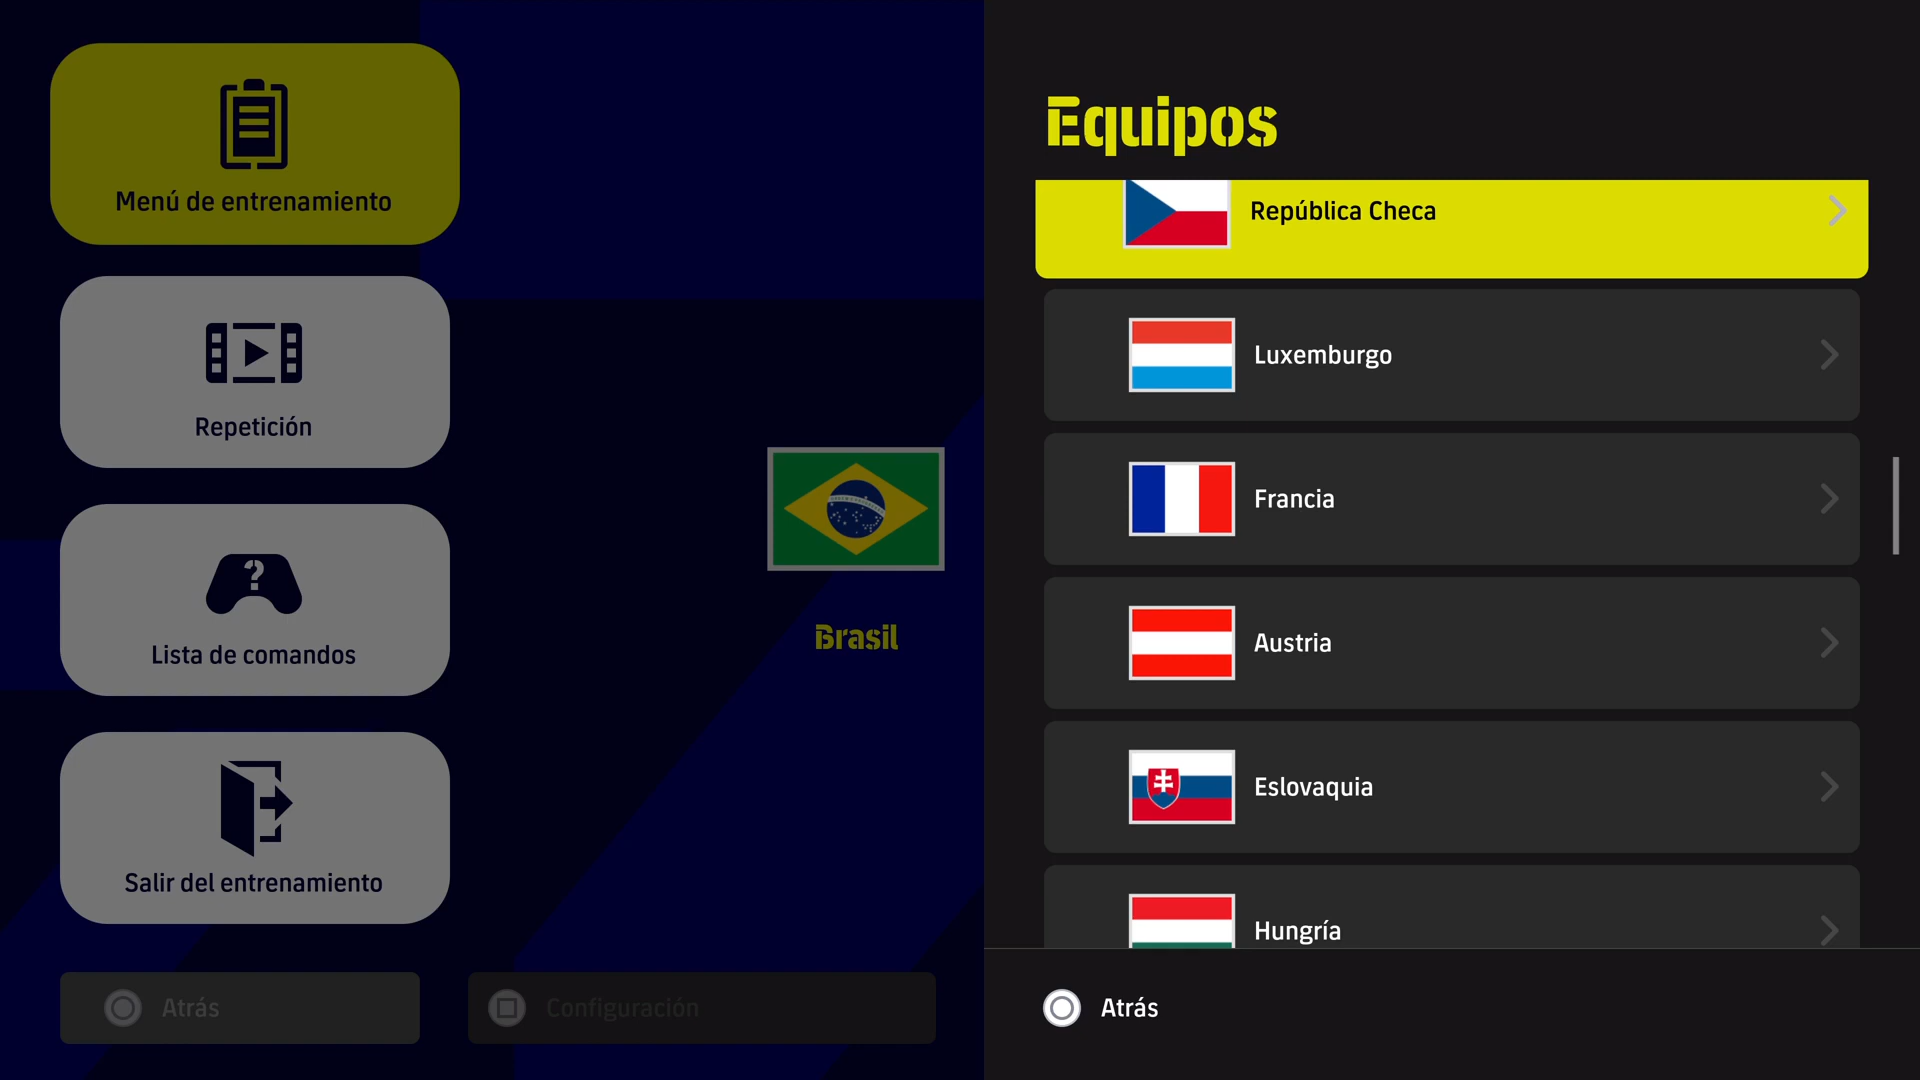 Menú de entrenamiento
Repetición
Lista de comandos
Salir del entrenamiento
Atrás
Configuración
Brasil
Equipos
República Checa
Luxemburgo
Francia
Austria
Eslovaquia
Hungría
Atrás